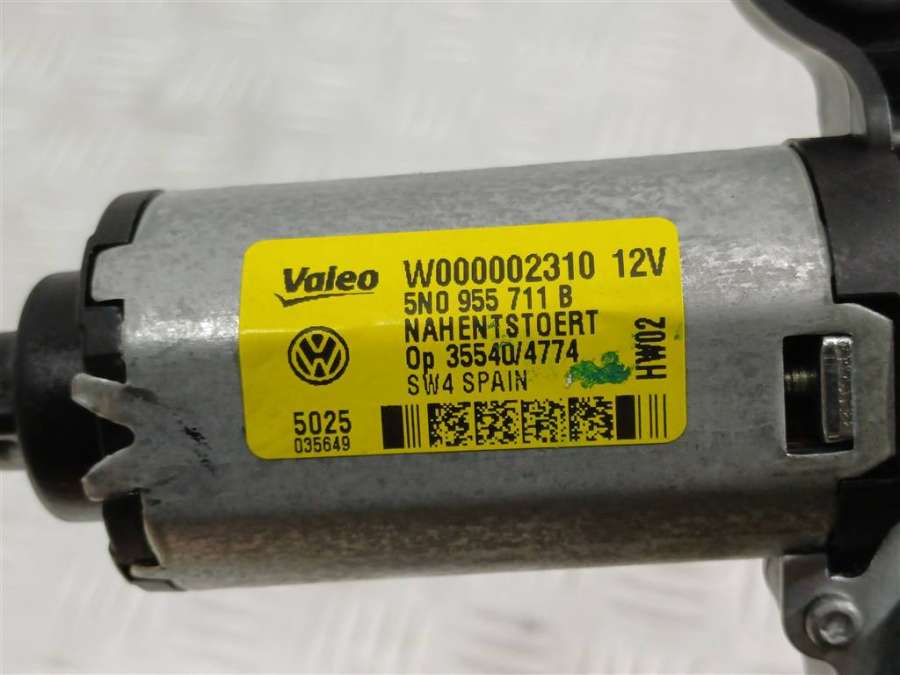 Valeo W000002310 12V
5N0 955 711 B
NAHENTSTOERT
Op 35540/4774
SW4 SPAIN
HW02
5025
035649